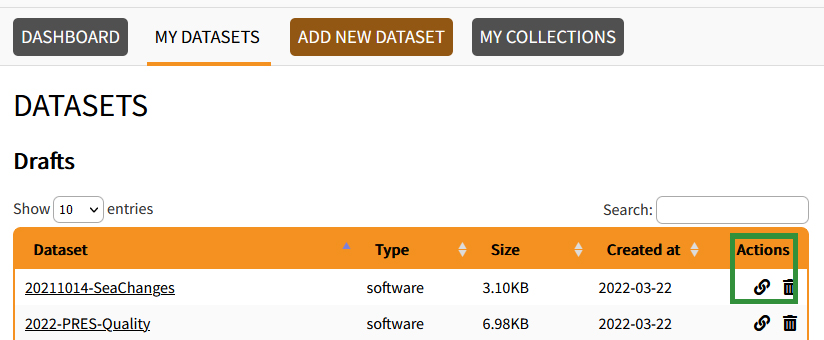 DASHBOARD MY DATASETS ADD NEW DATASET MY COLLECTIONS
DATASETS
Drafts
Show 10 entries Search:
Dataset Type Size Created at Actions
20211014-SeaChanges software 3.10KB 2022-03-22
2022-PRES-Quality software 6.98KB 2022-03-22